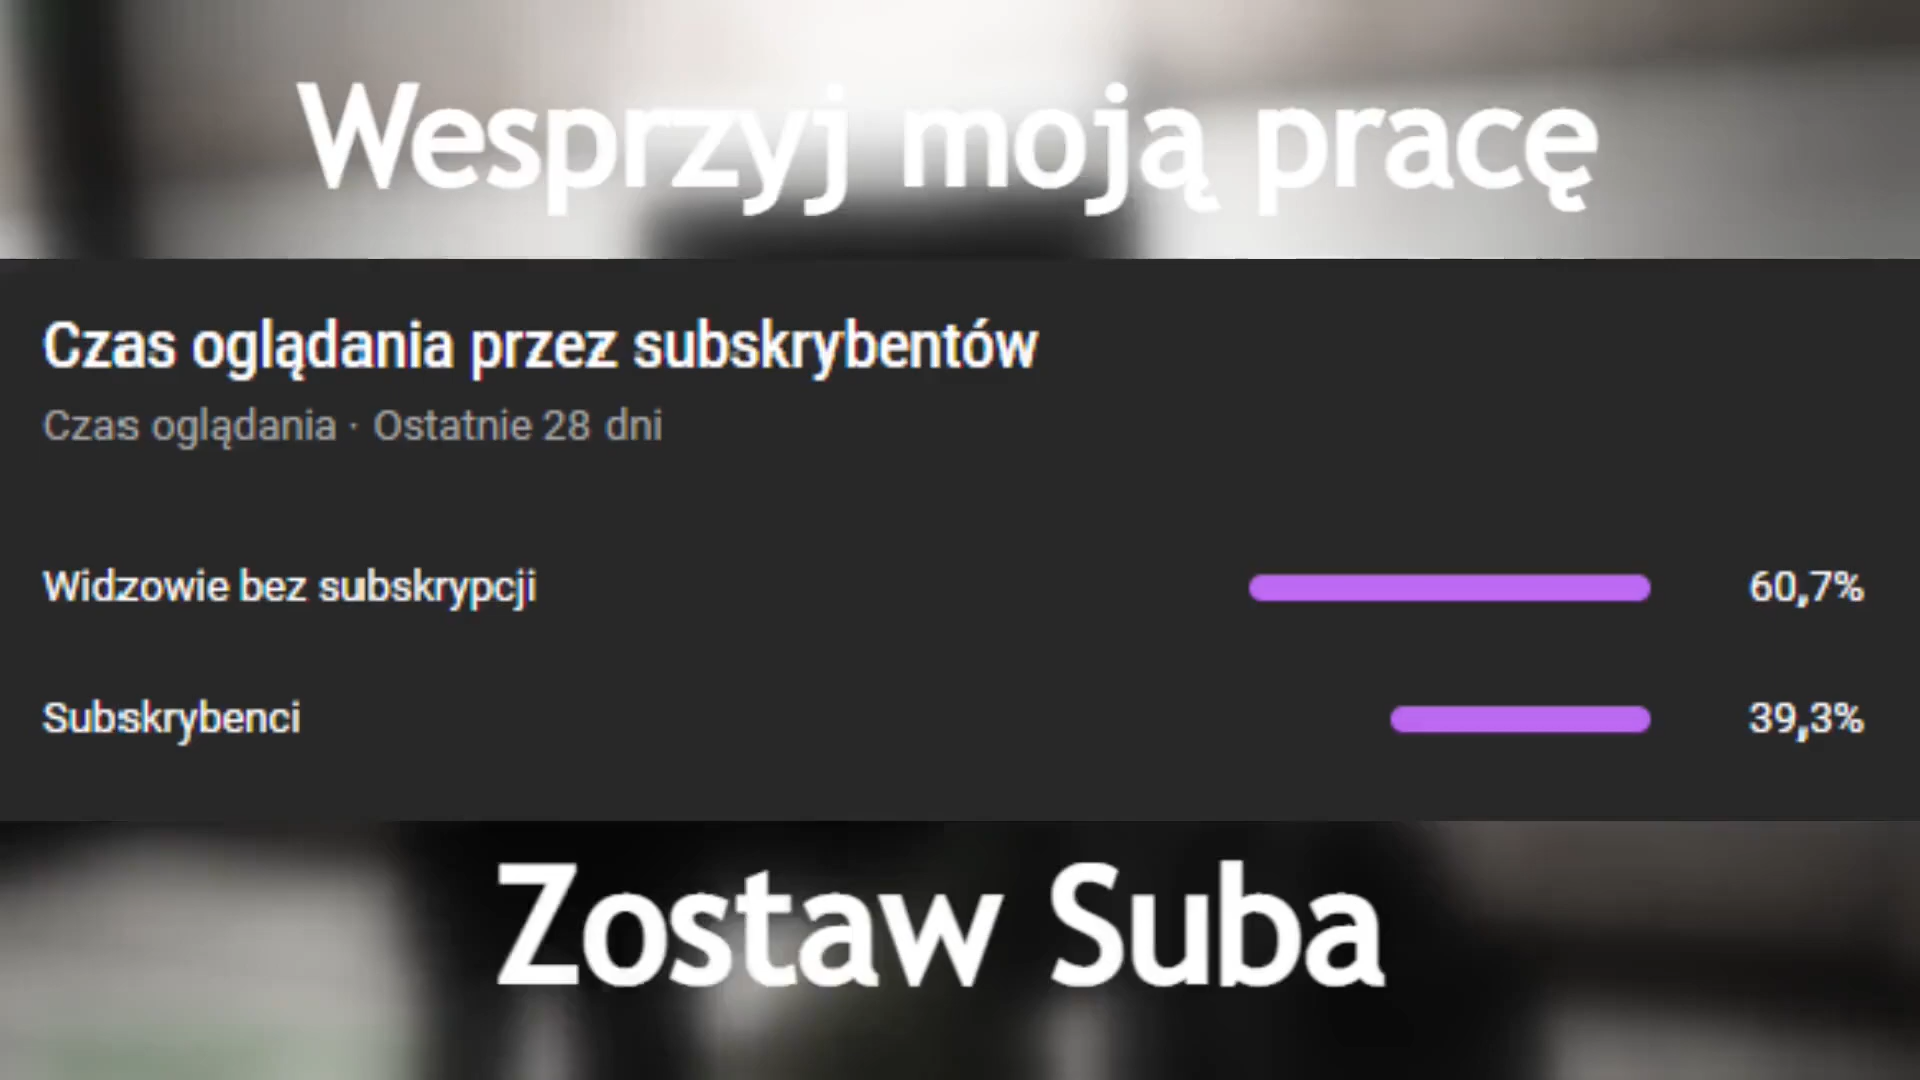 Wesprzyj moją pracę
Czas oglądania przez subskrybentów
Czas oglądania · Ostatnie 28 dni
Widzowie bez subskrypcji 60,7%
Subskrybenci 39,3%
Zostaw Suba